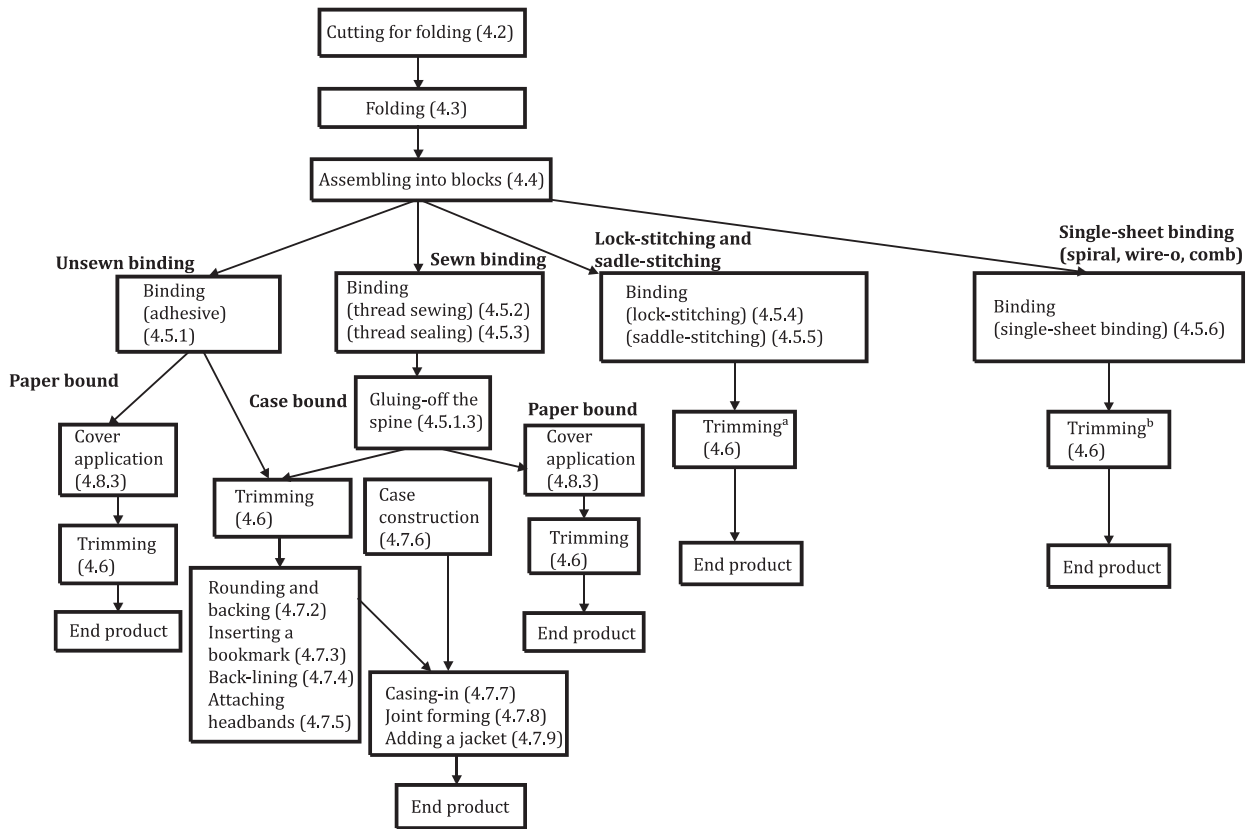 Cutting for folding (4.2)
Folding (4.3)
Assembling into blocks (4.4)
Unsewn binding
Binding
(adhesive)
(4.5.1)
Sewn binding
Binding
(thread sewing) (4.5.2)
(thread sealing) (4.5.3)
Lock-stitching and
sadle-stitching
Binding
(lock-stitching) (4.5.4)
(saddle-stitching) (4.5.5)
Single-sheet binding
(spiral, wire-o, comb)
Binding
(single-sheet binding) (4.5.6)
Paper bound
Cover
application
(4.8.3)
Trimming
(4.6)
End product
Case bound
Gluing-off the
spine (4.5.1.3)
Trimming
(4.6)
Rounding and
backing (4.7.2)
Inserting a
bookmark (4.7.3)
Back-lining (4.7.4)
Attaching
headbands (4.7.5)
Case
construction
(4.7.6)
Casing-in (4.7.7)
Joint forming (4.7.8)
Adding a jacket (4.7.9)
End product
Paper bound
Cover
application
(4.8.3)
Trimming
(4.6)
End product
Trimmingᵃ
(4.6)
End product
Trimmingᵇ
(4.6)
End product